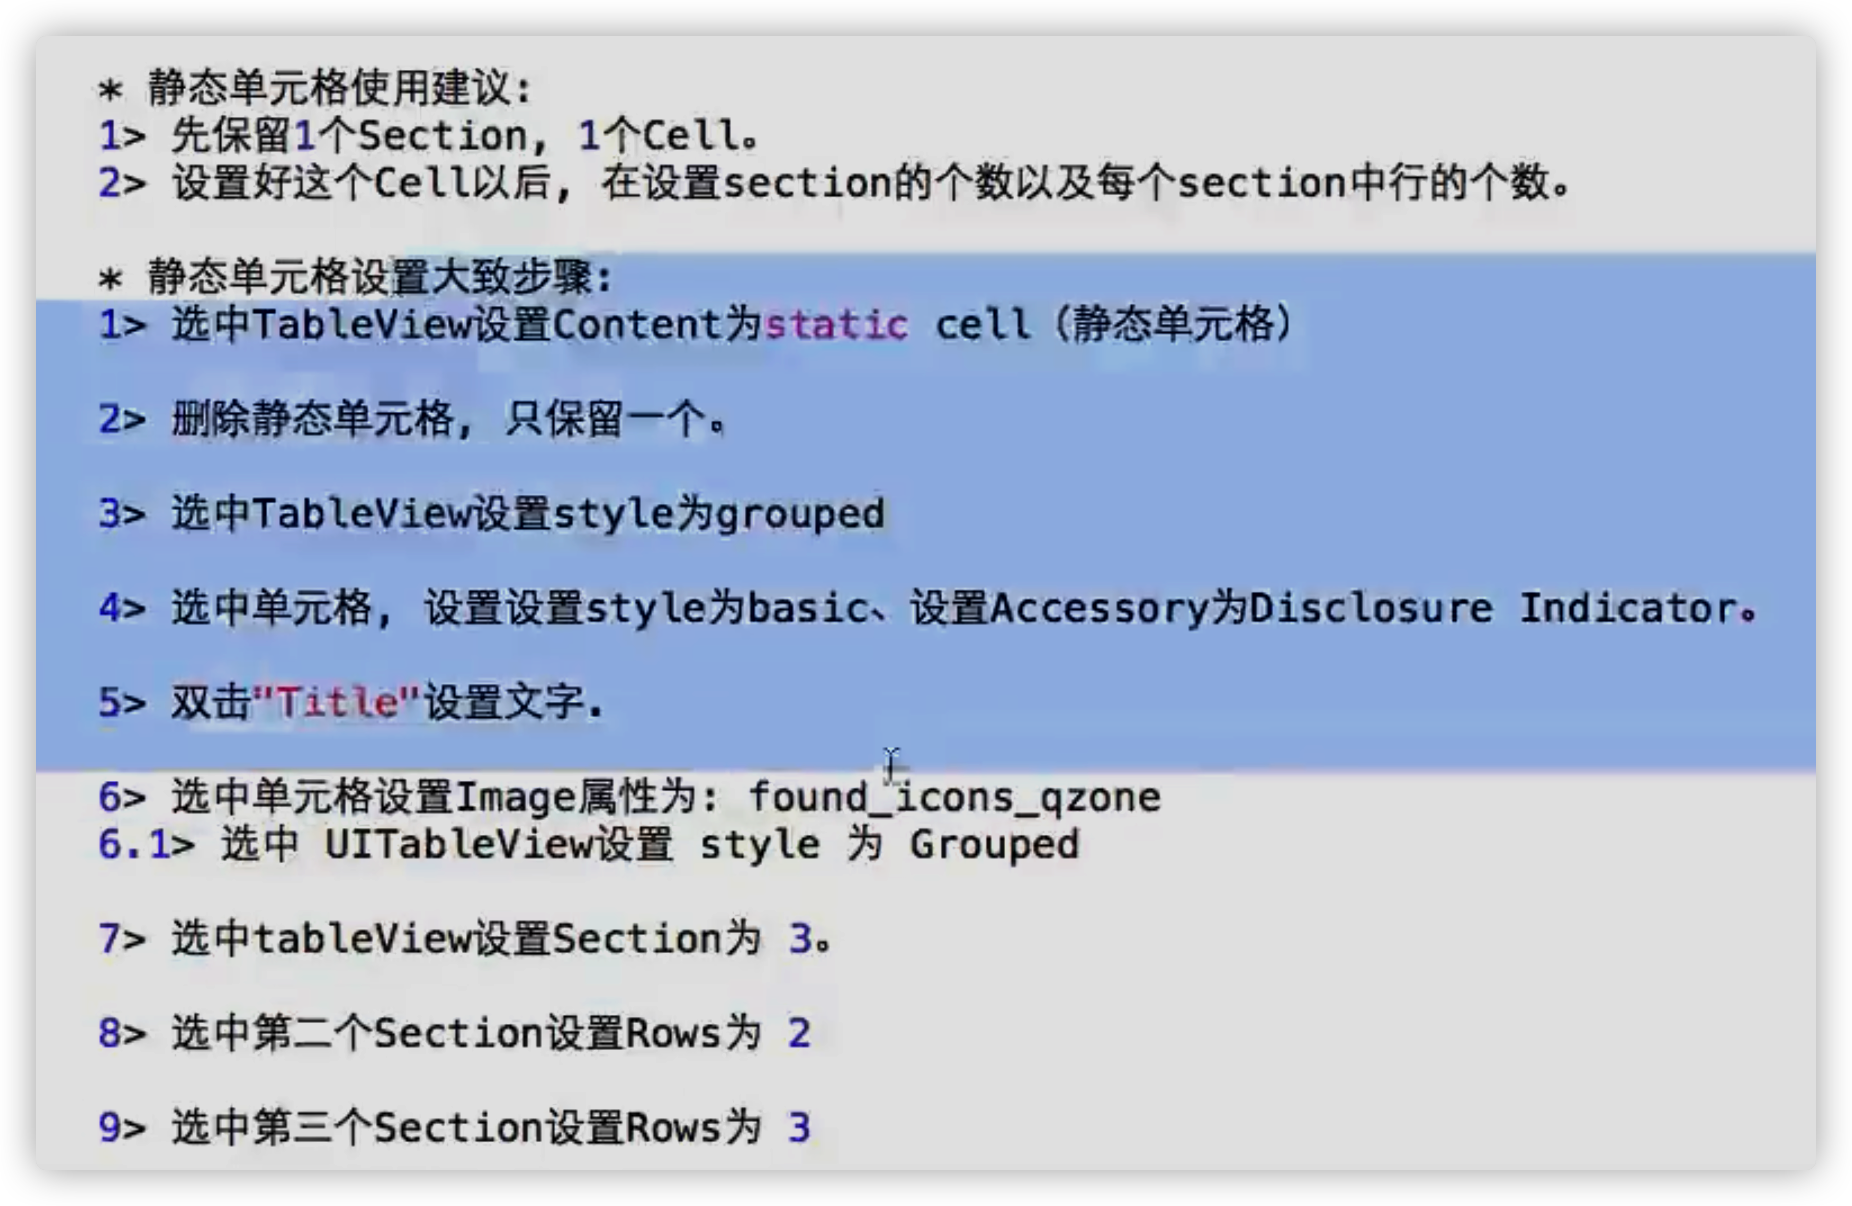 * 静态单元格使用建议:
1> 先保留1个Section, 1个Cell。
2> 设置好这个Cell以后, 在设置section的个数以及每个section中行的个数。
* 静态单元格设置大致步骤:
1> 选中TableView设置Content为static cell（静态单元格）
2> 删除静态单元格, 只保留一个。
3> 选中TableView设置style为grouped
4> 选中单元格, 设置设置style为basic、设置Accessory为Disclosure Indicator。
5> 双击"Title"设置文字.
6> 选中单元格设置Image属性为: found_icons_qzone
6.1> 选中 UITableView设置 style 为 Grouped
7> 选中tableView设置Section为 3。
8> 选中第二个Section设置Rows为 2
9> 选中第三个Section设置Rows为 3